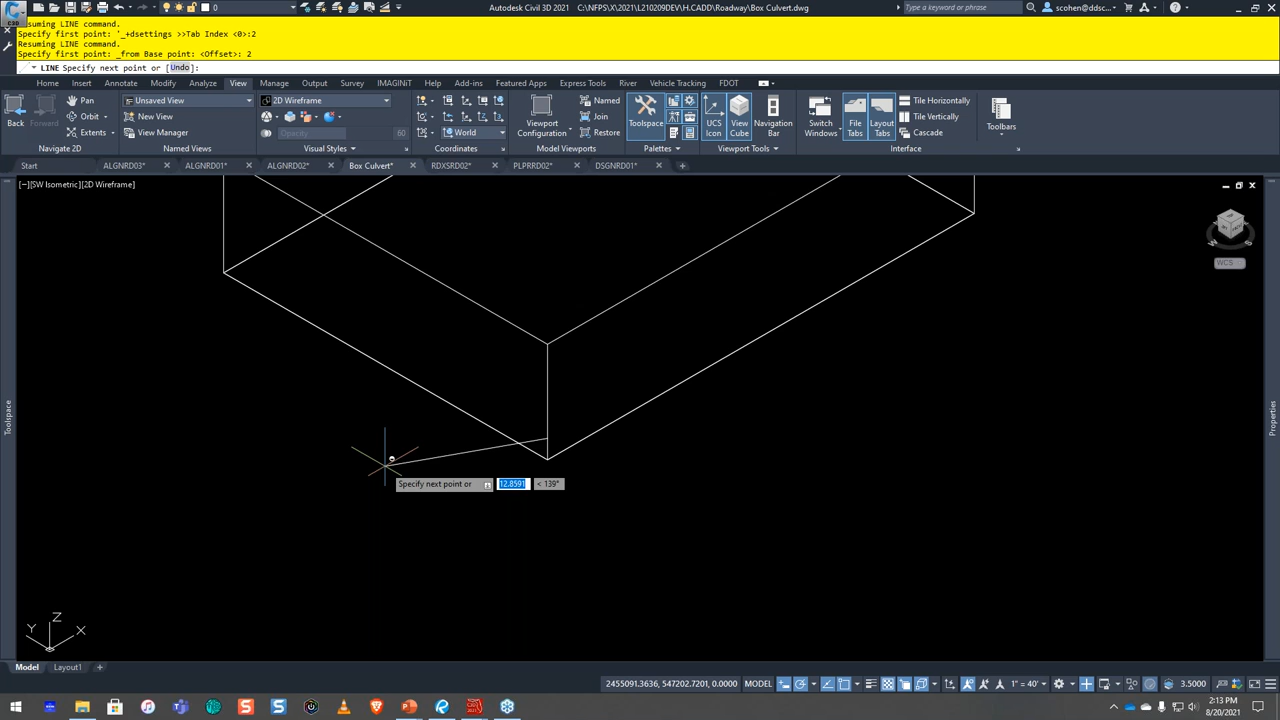 C3D
0
Autodesk Civil 3D 2021 C:\NFPS\X\2021\L210209DEV\H.CADD\Roadway\Box Culvert.dwg
Type a keyword or phrase
scohen@ddsc...
Resuming LINE command.
Specify first point: '_+dsettings >>Tab Index <0>:2
Resuming LINE command.
Specify first point: _from Base point: <Offset>: 2
LINE Specify next point or [Undo]:
Home Insert Annotate Modify Analyze View Manage Output Survey IMAGINiT Help Add-ins Featured Apps Express Tools River Vehicle Tracking FDOT
Back Forward
Pan
Orbit
Extents
Navigate 2D
Unsaved View
New View
View Manager
Named Views
2D Wireframe
Opacity 60
Visual Styles
World
Coordinates
Viewport Configuration
Named
Join
Restore
Model Viewports
Toolspace
Palettes
UCS Icon
View Cube
Navigation Bar
Viewport Tools
Switch Windows
File Tabs
Layout Tabs
Tile Horizontally
Tile Vertically
Cascade
Interface
Toolbars
Start ALGNRD03* ALGNRD01* ALGNRD02* Box Culvert* RDXSRD02* PLPRRD02* DSGNRD01*
[−][SW Isometric][2D Wireframe]
W S
WCS
Toolspace
Properties
Specify next point or 12.8591 < 139°
Z
Y X
Model Layout1 +
2455091.3636, 547202.7201, 0.0000 MODEL 1" = 40' 3.5000
2:13 PM
8/20/2021